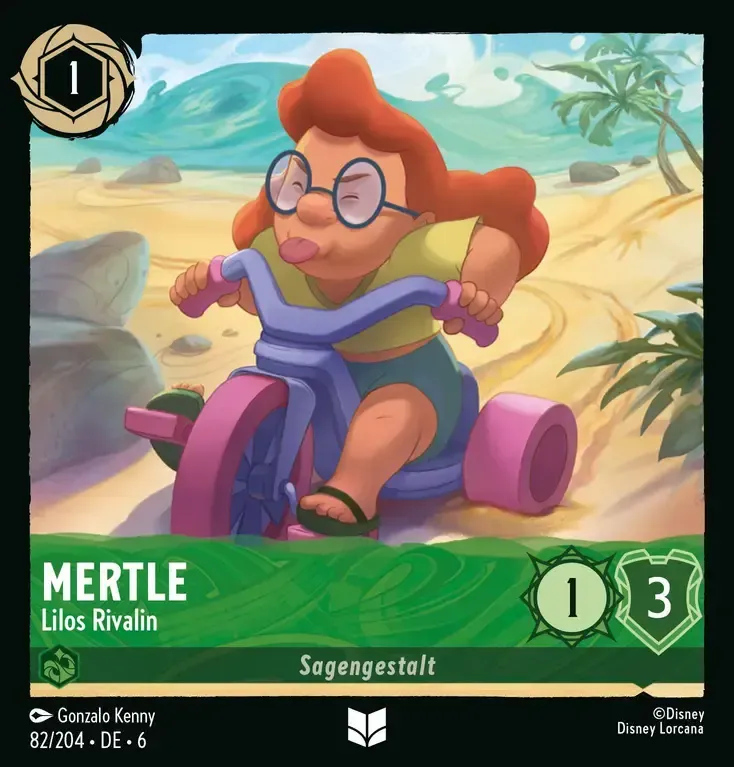 1
MERTLE
Lilos Rivalin
1
3
Sagengestalt
Gonzalo Kenny
©Disney
82/204 • DE • 6
Disney Lorcana